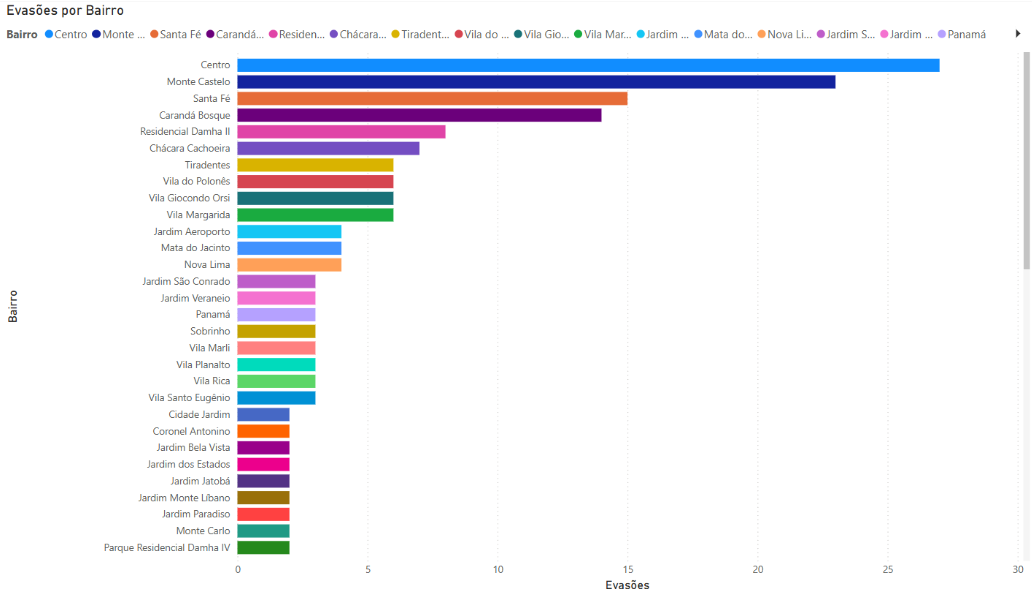 Evasões por Bairro
Bairro Centro Monte ... Santa Fé Carandá... Residen... Chácara... Tiradent... Vila do ... Vila Gio... Vila Mar... Jardim ... Mata do... Nova Li... Jardim S... Jardim ... Panamá
Centro
Monte Castelo
Santa Fé
Carandá Bosque
Residencial Damha II
Chácara Cachoeira
Tiradentes
Vila do Polonês
Vila Giocondo Orsi
Vila Margarida
Jardim Aeroporto
Mata do Jacinto
Nova Lima
Jardim São Conrado
Jardim Veraneio
Panamá
Sobrinho
Vila Marli
Vila Planalto
Vila Rica
Vila Santo Eugênio
Cidade Jardim
Coronel Antonino
Jardim Bela Vista
Jardim dos Estados
Jardim Jatobá
Jardim Monte Líbano
Jardim Paradiso
Monte Carlo
Parque Residencial Damha IV
Bairro
0 5 10 15 20 25 30
Evasões